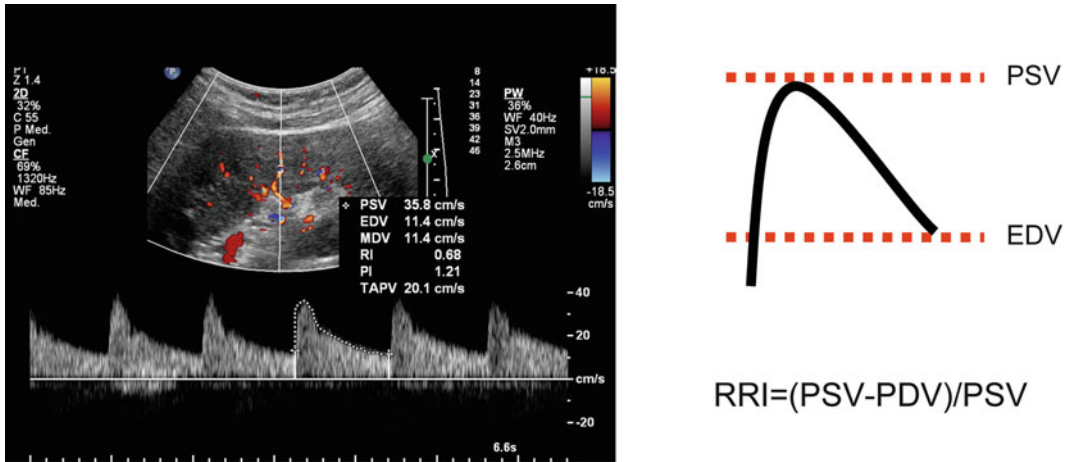 Z 1.4
2D
32%
C 55
P Med.
Gen
CF
69%
1320Hz
WF 85Hz
Med.
P
8
14
23
31
36
39
42
46
PW
36%
WF 40Hz
SV2.0mm
M3
2.5MHz
2.6cm
+18.5
-18.5
cm/s
PSV 35.8 cm/s
EDV 11.4 cm/s
MDV 11.4 cm/s
RI 0.68
PI 1.21
TAPV 20.1 cm/s
40
20
cm/s
-20
6.6s
PSV
EDV
RRI=(PSV-PDV)/PSV